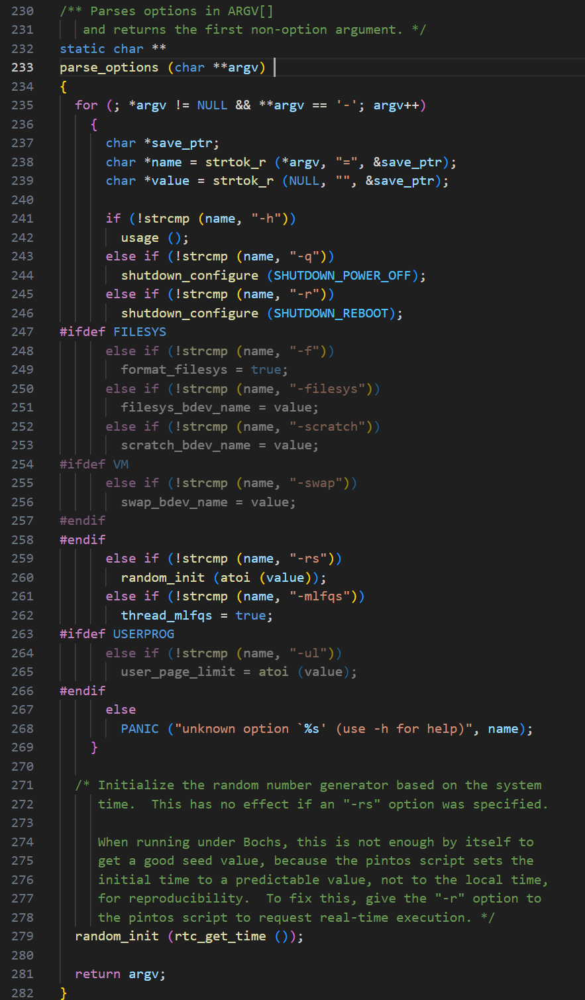 230 /** Parses options in ARGV[]
231    and returns the first non-option argument. */
232 static char **
233 parse_options (char **argv)
234 {
235   for (; *argv != NULL && **argv == '-'; argv++)
236     {
237       char *save_ptr;
238       char *name = strtok_r (*argv, "=", &save_ptr);
239       char *value = strtok_r (NULL, "", &save_ptr);
240
241       if (!strcmp (name, "-h"))
242         usage ();
243       else if (!strcmp (name, "-q"))
244         shutdown_configure (SHUTDOWN_POWER_OFF);
245       else if (!strcmp (name, "-r"))
246         shutdown_configure (SHUTDOWN_REBOOT);
247 #ifdef FILESYS
248       else if (!strcmp (name, "-f"))
249         format_filesys = true;
250       else if (!strcmp (name, "-filesys"))
251         filesys_bdev_name = value;
252       else if (!strcmp (name, "-scratch"))
253         scratch_bdev_name = value;
254 #ifdef VM
255       else if (!strcmp (name, "-swap"))
256         swap_bdev_name = value;
257 #endif
258 #endif
259       else if (!strcmp (name, "-rs"))
260         random_init (atoi (value));
261       else if (!strcmp (name, "-mlfqs"))
262         thread_mlfqs = true;
263 #ifdef USERPROG
264       else if (!strcmp (name, "-ul"))
265         user_page_limit = atoi (value);
266 #endif
267       else
268         PANIC ("unknown option `%s' (use -h for help)", name);
269     }
270
271   /* Initialize the random number generator based on the system
272      time.  This has no effect if an "-rs" option was specified.
273
274      When running under Bochs, this is not enough by itself to
275      get a good seed value, because the pintos script sets the
276      initial time to a predictable value, not to the local time,
277      for reproducibility.  To fix this, give the "-r" option to
278      the pintos script to request real-time execution. */
279   random_init (rtc_get_time ());
280
281   return argv;
282 }